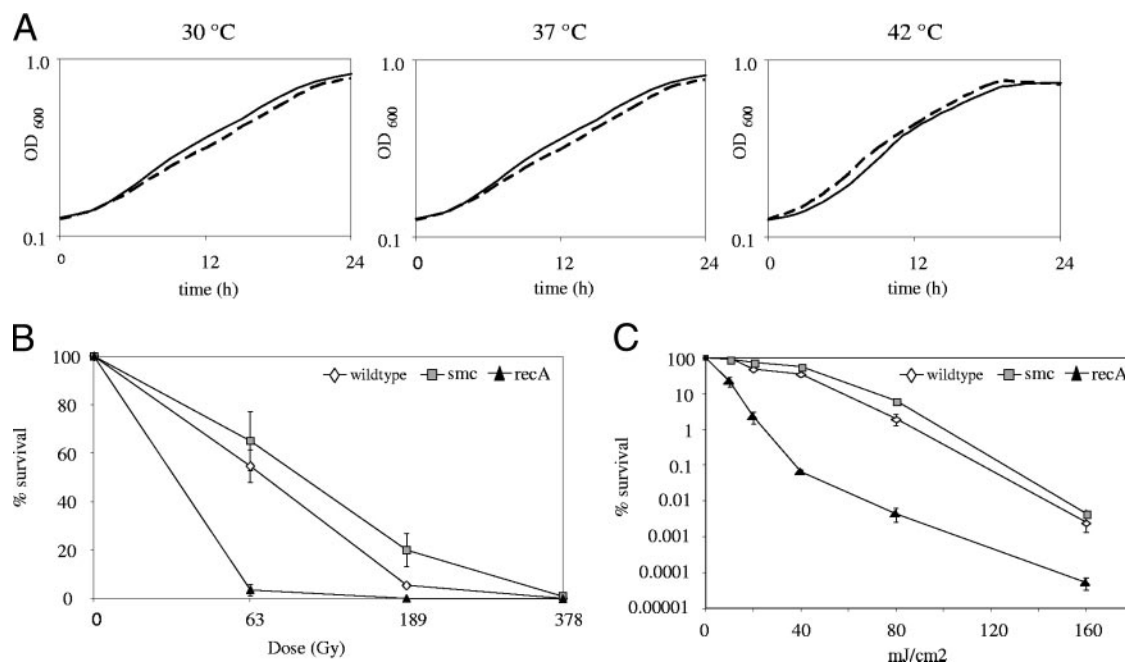 A
30 °C
37 °C
42 °C
1.0
OD 600
0.1
0
12
24
time (h)
1.0
OD 600
0.1
0
12
24
time (h)
1.0
OD 600
0.1
0
12
24
time (h)
B
100
80
60
40
20
0
% survival
wildtype smc recA
0
63
189
378
Dose (Gy)
C
100
10
1
0.1
0.01
0.001
0.0001
0.00001
% survival
wildtype smc recA
0
40
80
120
160
mJ/cm2